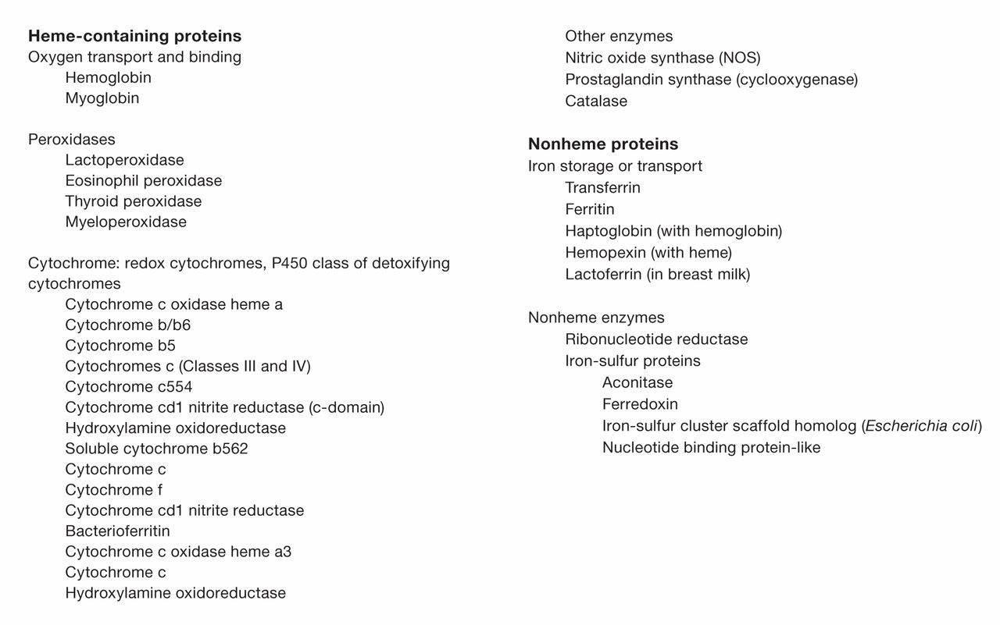 Heme-containing proteins
Oxygen transport and binding
Hemoglobin
Myoglobin
Peroxidases
Lactoperoxidase
Eosinophil peroxidase
Thyroid peroxidase
Myeloperoxidase
Cytochrome: redox cytochromes, P450 class of detoxifying
cytochromes
Cytochrome c oxidase heme a
Cytochrome b/b6
Cytochrome b5
Cytochromes c (Classes III and IV)
Cytochrome c554
Cytochrome cd1 nitrite reductase (c-domain)
Hydroxylamine oxidoreductase
Soluble cytochrome b562
Cytochrome c
Cytochrome f
Cytochrome cd1 nitrite reductase
Bacterioferritin
Cytochrome c oxidase heme a3
Cytochrome c
Hydroxylamine oxidoreductase
Other enzymes
Nitric oxide synthase (NOS)
Prostaglandin synthase (cyclooxygenase)
Catalase
Nonheme proteins
Iron storage or transport
Transferrin
Ferritin
Haptoglobin (with hemoglobin)
Hemopexin (with heme)
Lactoferrin (in breast milk)
Nonheme enzymes
Ribonucleotide reductase
Iron-sulfur proteins
Aconitase
Ferredoxin
Iron-sulfur cluster scaffold homolog (Escherichia coli)
Nucleotide binding protein-like